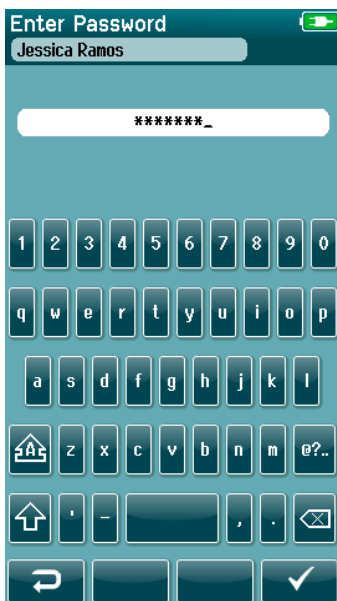 Enter Password
Jessica Ramos
*******_
1 2 3 4 5 6 7 8 9 0
q w e r t y u i o p
a s d f g h j k l
A z x c v b n m @?..
' - , .